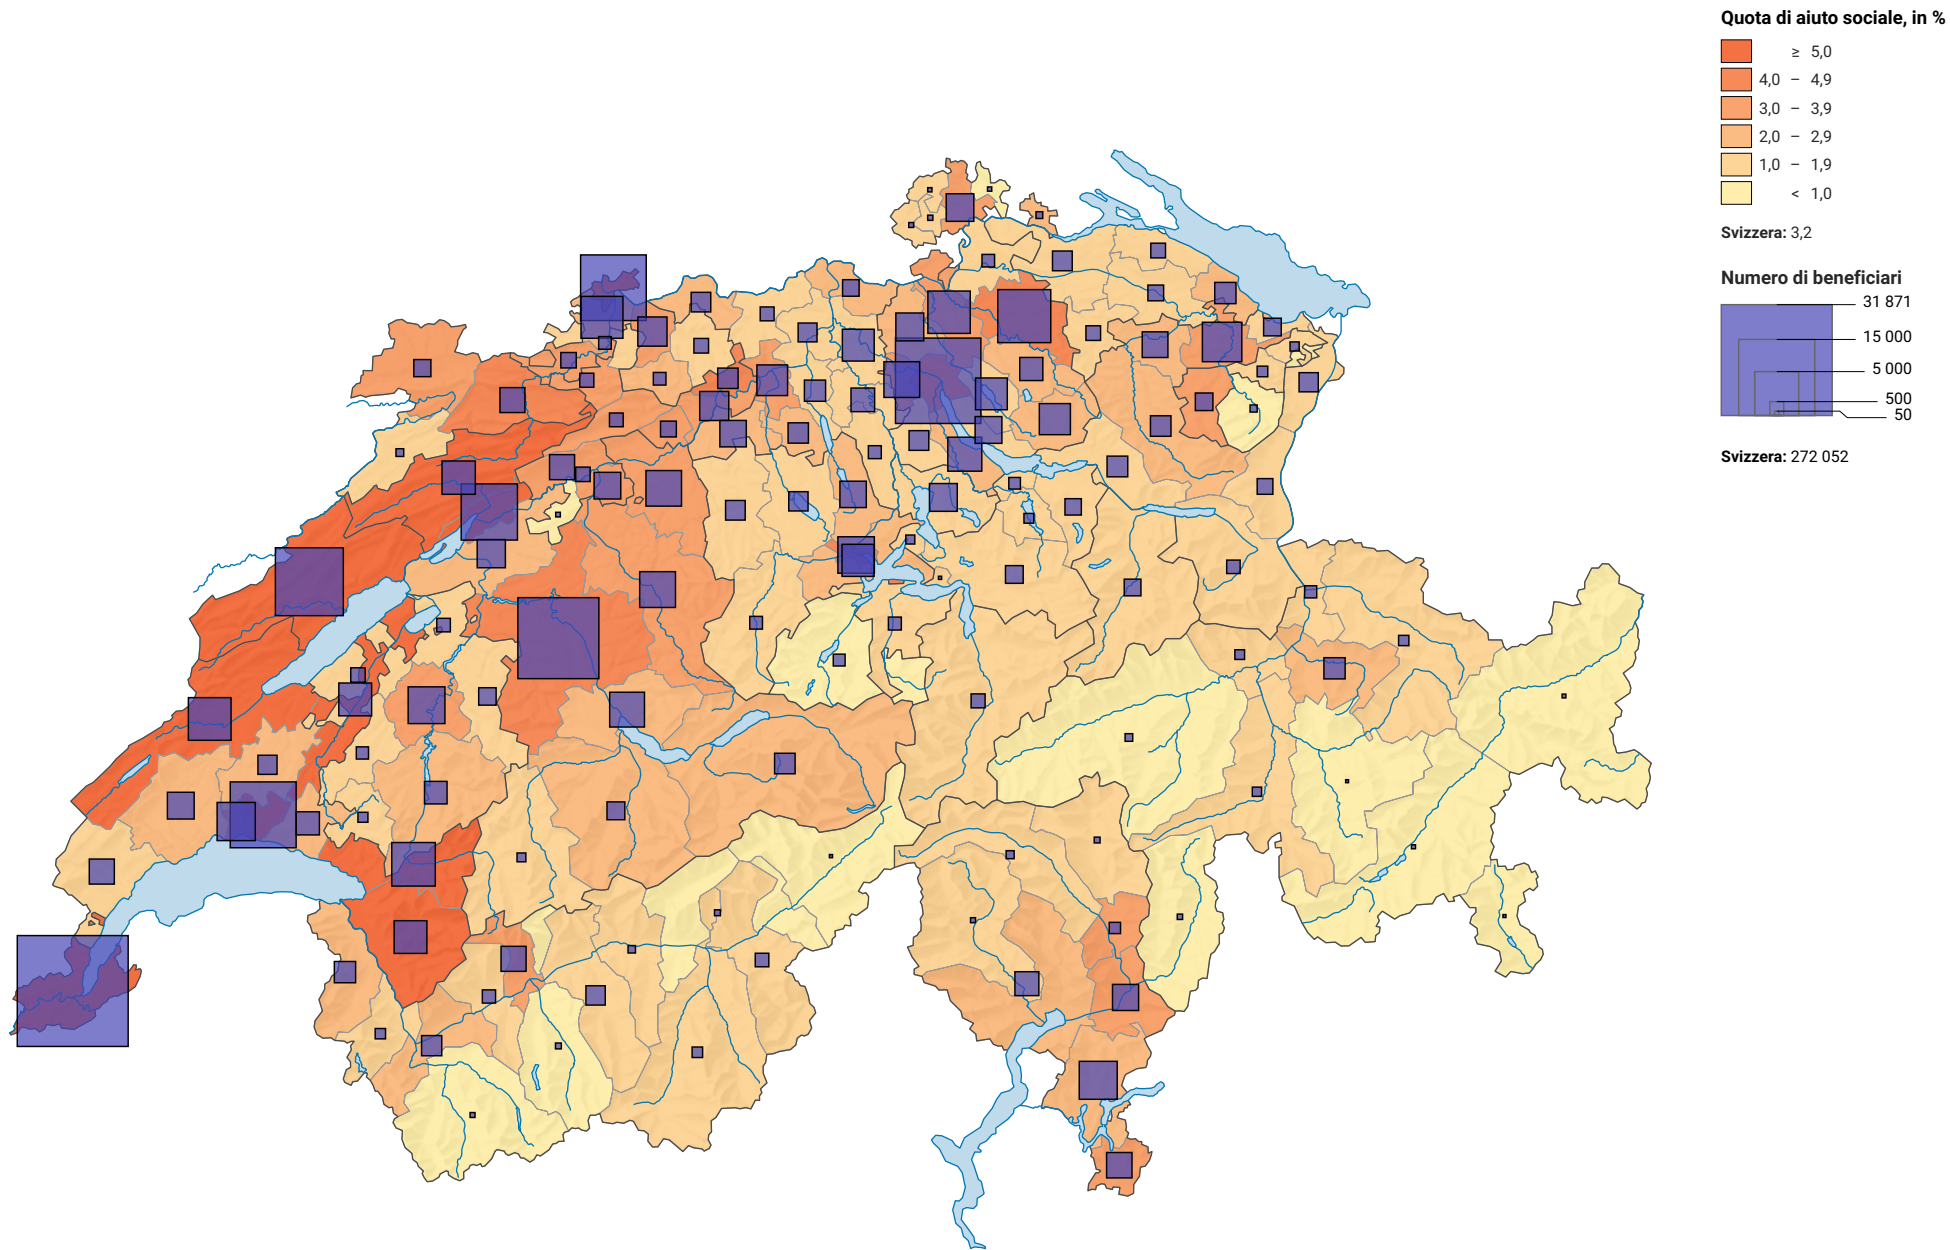 Quota di aiuto sociale, in %
≥ 5,0
4,0 – 4,9
3,0 – 3,9
2,0 – 2,9
1,0 – 1,9
< 1,0
Svizzera: 3,2
Numero di beneficiari
31 871
15 000
5 000
500
50
Svizzera: 272 052